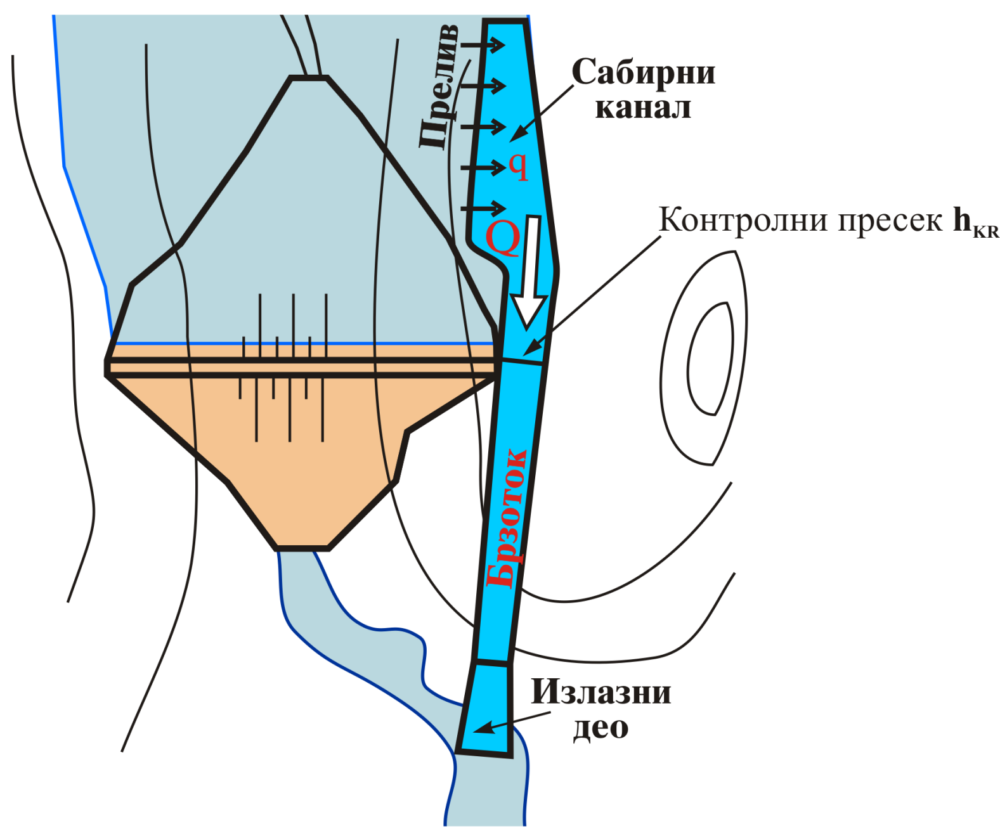 Прелив
Сабирни
канал
q
Q
Контролни пресек hKR
Брзоток
Излазни
део